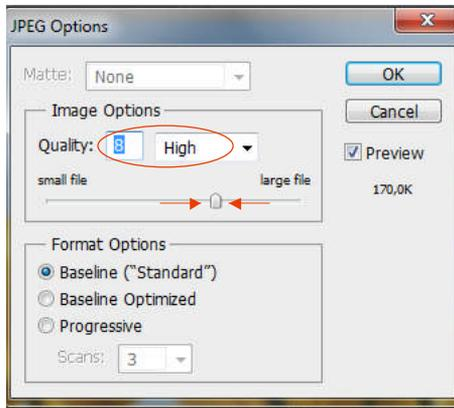 JPEG Options
Matte: None
OK
Image Options
Cancel
Quality: 8 High
Preview
small file large file
170,0K
Format Options
Baseline (“Standard”)
Baseline Optimized
Progressive
Scans: 3